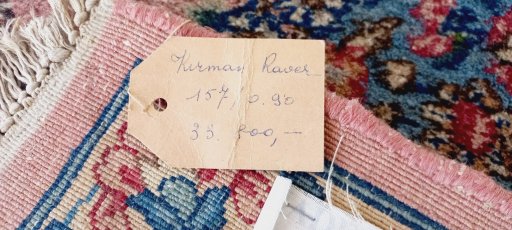 Kirman Raver
157, 0.90
33.800,—